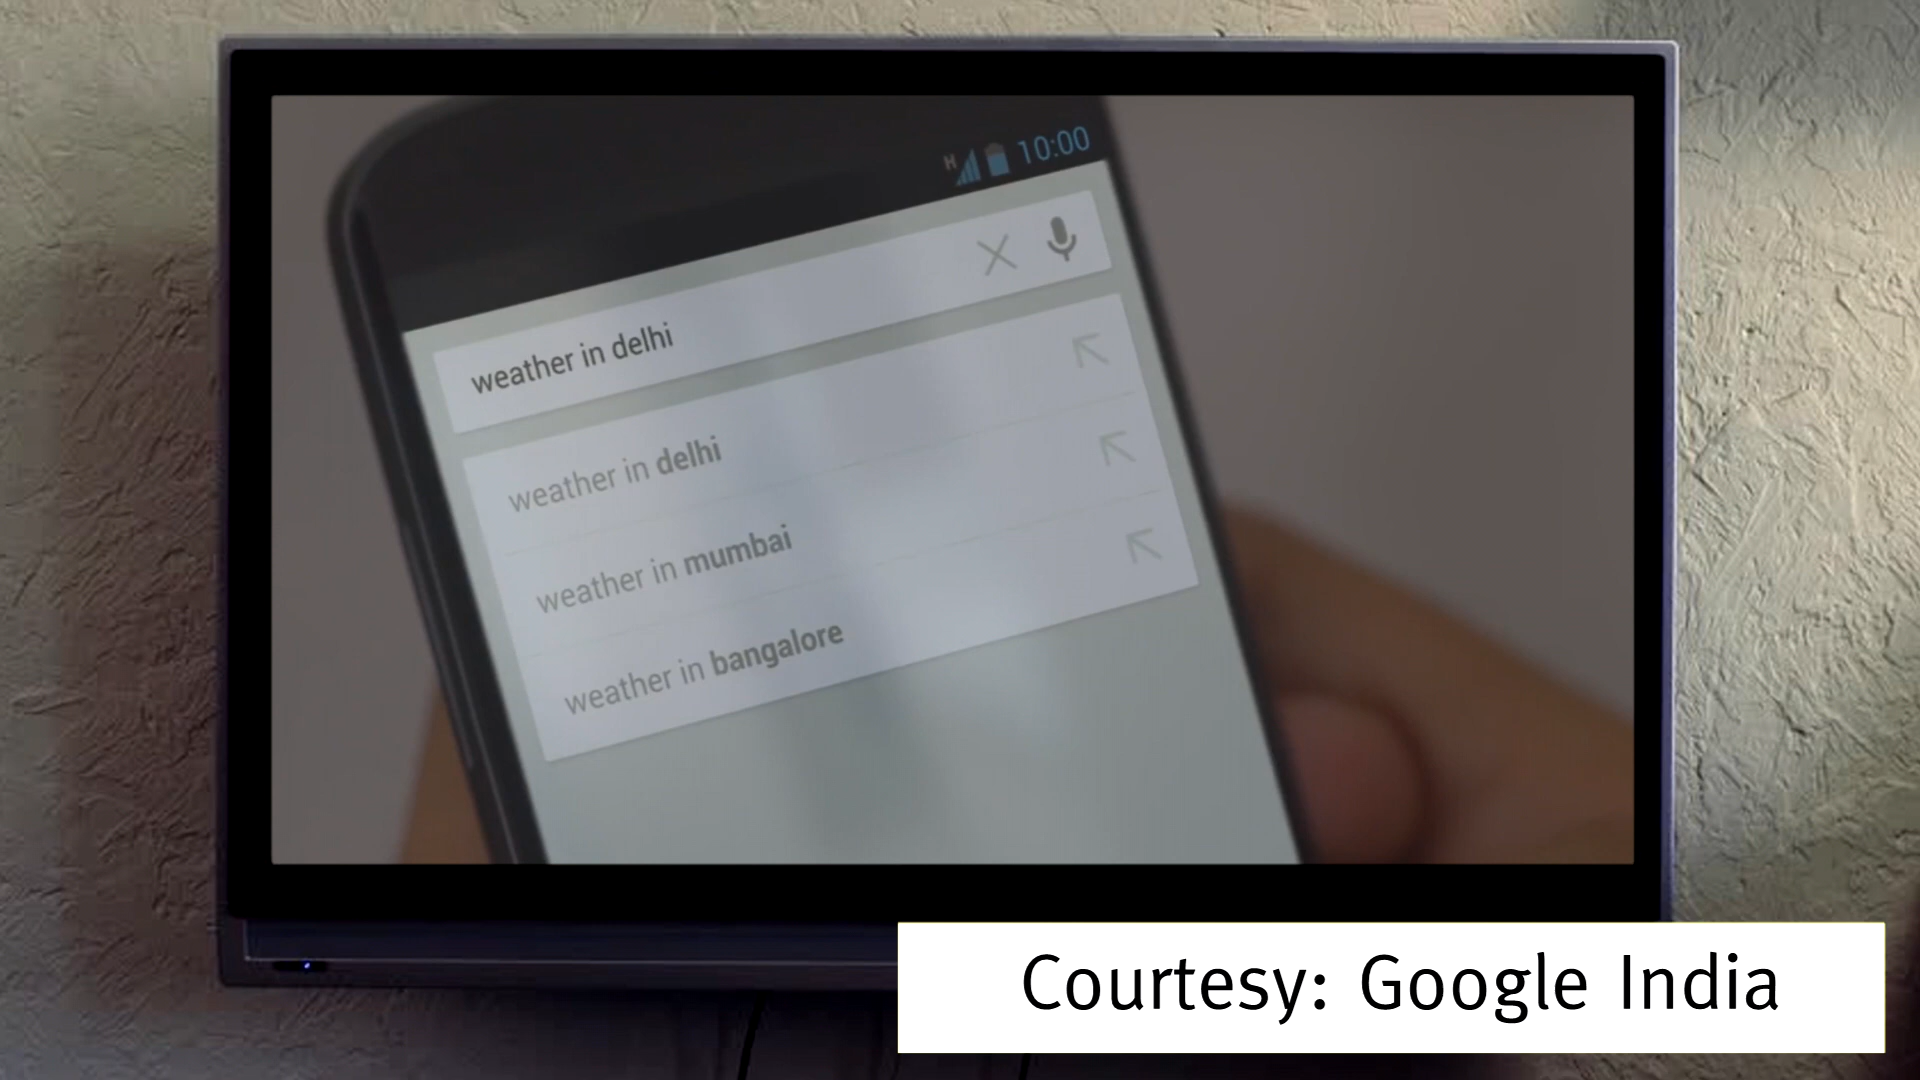 H 10:00
weather in delhi
weather in delhi
weather in mumbai
weather in bangalore
Courtesy: Google India